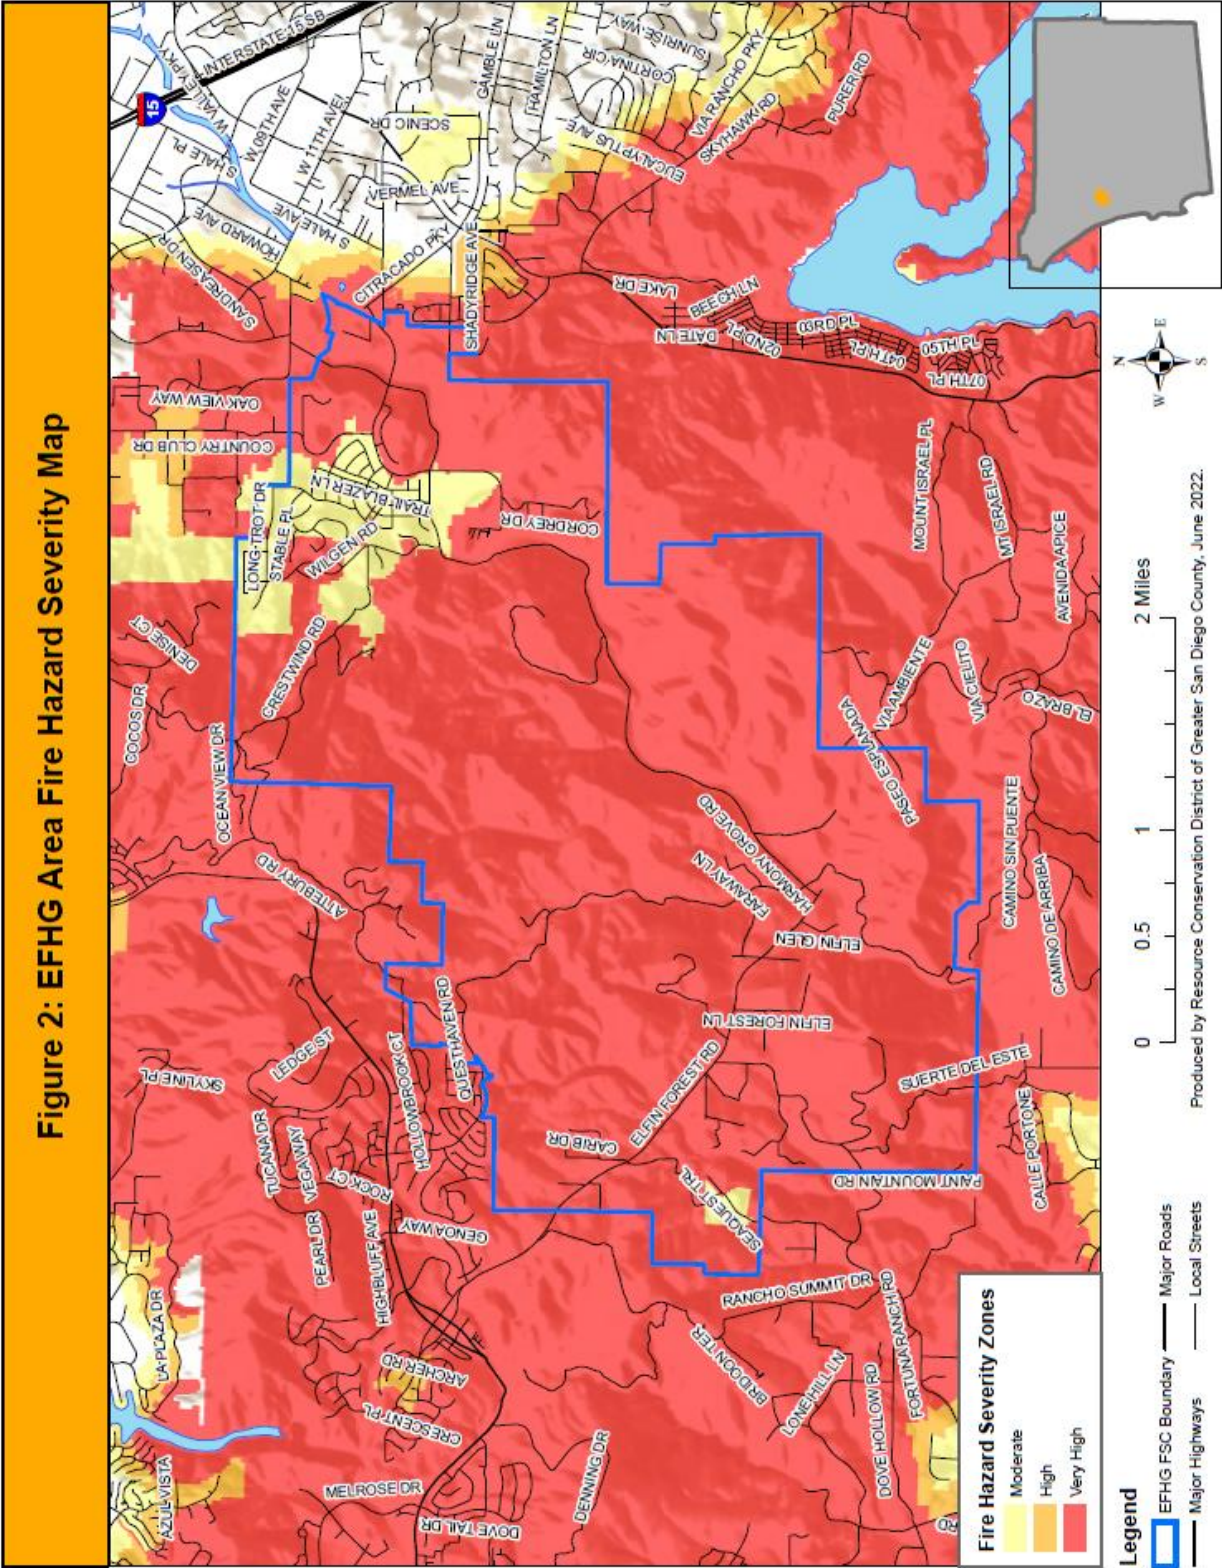 Figure 2: EFHG Area Fire Hazard Severity Map
INTERSTATE 15 SB
15
W VALLEY PKY
S HALE PL
W 09TH AVE
W 11TH AVE
HOWARD AVE
S HALE AVE
SCENIC DR
VERMEL AVE
GAMBLE LN
HAMILTON LN
CORTINA CIR
SUNRISE WAY
EUCALYPTUS AVE
VIA RANCHO PKY
SKYHAWK RD
PURER RD
SANDREASEN DR
CITRACADO PKY
SHADYRIDGE AVE
LAKE DR
BEECH LN
DATE LN
02ND PL
03RD PL
04TH PL
05TH PL
07TH PL
OAK VIEW WAY
COUNTRY CLUB DR
LONG TROT DR
STABLE PL
TRAIL BLAZER LN
WILGEN RD
CORDREY DR
MOUNT ISRAEL PL
MT ISRAEL RD
AVENIDA APICE
DENISE CT
COCOS DR
CRESTWIND RD
OCEAN VIEW DR
VIA AMBIENTE
VIA CIELITO
EL BRAZO
PASEO ESPLANADA
ATTEBURY RD
HARMONY GROVE RD
FARAWAY LN
ELFIN GLEN
CAMINO SIN PUENTE
CAMINO DE ARRIBA
SKYLINE PL
LEDGE ST
QUESTHAVEN RD
HOLLOWBROOK CT
ELFIN FOREST LN
ELFIN FOREST RD
SUERTE DEL ESTE
TUCANA DR
VEGA WAY
ROCK CT
PEARL DR
HIGHBLUFF AVE
GENOA WAY
CARIB DR
SEAQUEST TRL
PAINT MOUNTAIN RD
CALLE PORTONE
LA PLAZA DR
ARCHER RD
CRESCENT PL
RANCHO SUMMIT DR
BRIDOON TER
LONE HILL LN
DOVE HOLLOW RD
FORTUNA RANCH RD
AZUL VISTA
MELROSE DR
DOVE TAIL DR
DENNING DR
RD
Fire Hazard Severity Zones
Moderate
High
Very High
Legend
EFHG FSC Boundary
Major Roads
Major Highways
Local Streets
0 0.5 1 2 Miles
Produced by Resource Conservation District of Greater San Diego County, June 2022.
N
W E
S